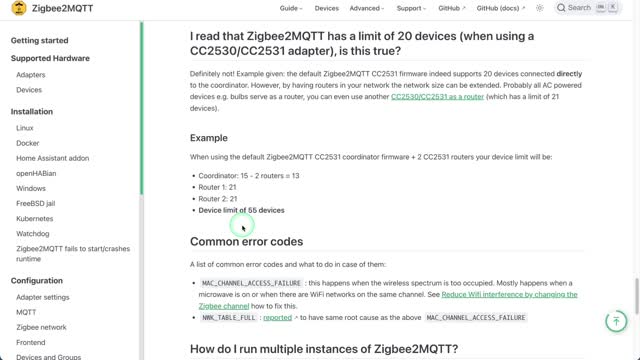 Zigbee2MQTT
Guide
Devices
Advanced
Support
GitHub
GitHub (docs)
Search
K
Getting started
Supported Hardware
Adapters
Devices
Installation
Linux
Docker
Home Assistant addon
openHABian
Windows
FreeBSD jail
Kubernetes
Watchdog
Zigbee2MQTT fails to start/crashes
runtime
Configuration
Adapter settings
MQTT
Zigbee network
Frontend
Devices and Groups
I read that Zigbee2MQTT has a limit of 20 devices (when using a
CC2530/CC2531 adapter), is this true?
Definitely not! Example given: the default Zigbee2MQTT CC2531 firmware indeed supports 20 devices connected directly
to the coordinator. However, by having routers in your network the network size can be extended. Probably all AC powered
devices e.g. bulbs serve as a router, you can even use another CC2530/CC2531 as a router (which has a limit of 21
devices).
Example
When using the default Zigbee2MQTT CC2531 coordinator firmware + 2 CC2531 routers your device limit will be:
• Coordinator: 15 - 2 routers = 13
• Router 1: 21
• Router 2: 21
• Device limit of 55 devices
Common error codes
A list of common error codes and what to do in case of them:
• MAC_CHANNEL_ACCESS_FAILURE : this happens when the wireless spectrum is too occupied. Mostly happens when a
microwave is on or when there are WiFi networks on the same channel. See Reduce Wifi interference by changing the
Zigbee channel how to fix this.
• NWK_TABLE_FULL : reported to have same root cause as the above MAC_CHANNEL_ACCESS_FAILURE
How do I run multiple instances of Zigbee2MQTT?